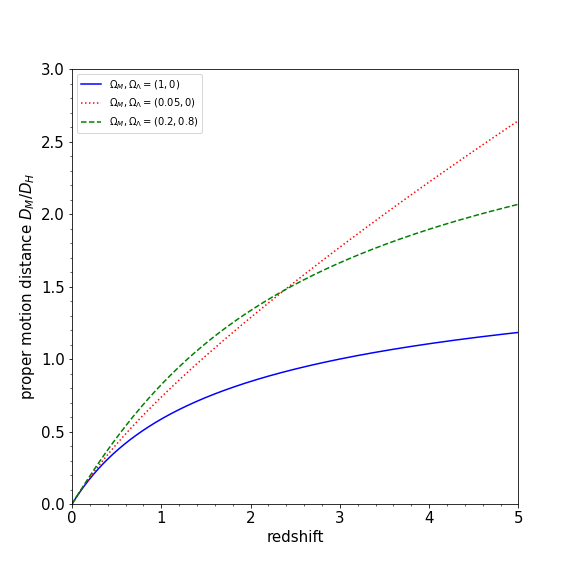 3.0
2.5
2.0
1.5
1.0
0.5
0.0
proper motion distance D_M/D_H
Ω_M, Ω_Λ = (1, 0)
Ω_M, Ω_Λ = (0.05, 0)
Ω_M, Ω_Λ = (0.2, 0.8)
0 1 2 3 4 5
redshift